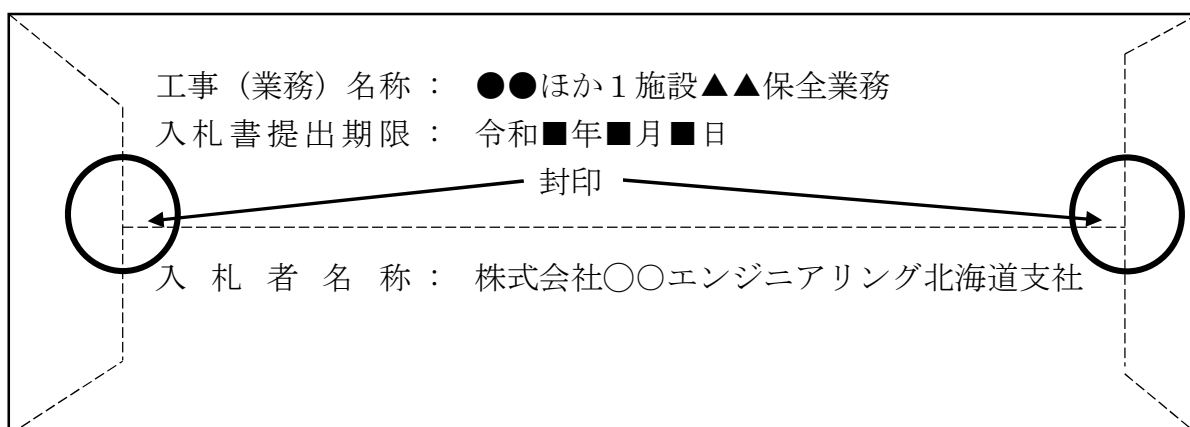 工事（業務）名称： ●●ほか１施設▲▲保全業務
入札書提出期限： 令和■年■月■日
封印
入札者名称： 株式会社○○エンジニアリング北海道支社